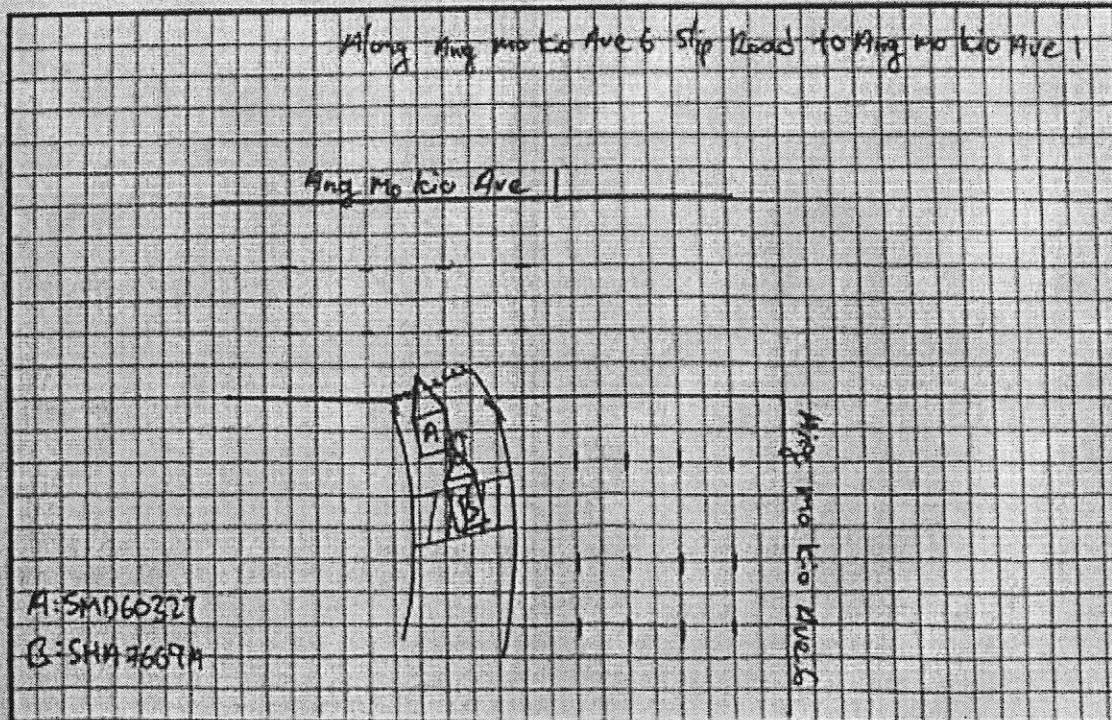 Along Ang mo kio Ave 6 Slip Road to Ang mo kio Ave 1
Ang mo kio Ave 1
A
B
Ang mo kio Ave 6
A: SMD6032T
B: SHA7669A